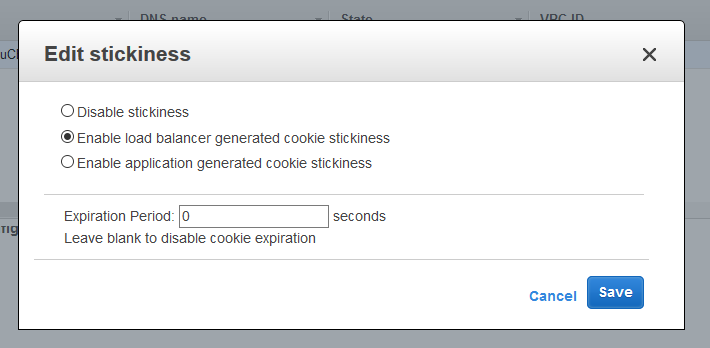 DNS name State VPC ID
Edit stickiness
Disable stickiness
Enable load balancer generated cookie stickiness
Enable application generated cookie stickiness
Expiration Period: 0 seconds
Leave blank to disable cookie expiration
Cancel Save